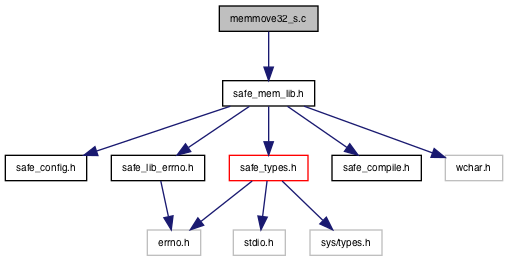 memmove32_s.c
safe_mem_lib.h
safe_config.h
safe_lib_errno.h
safe_types.h
safe_compile.h
wchar.h
errno.h
stdio.h
sys/types.h